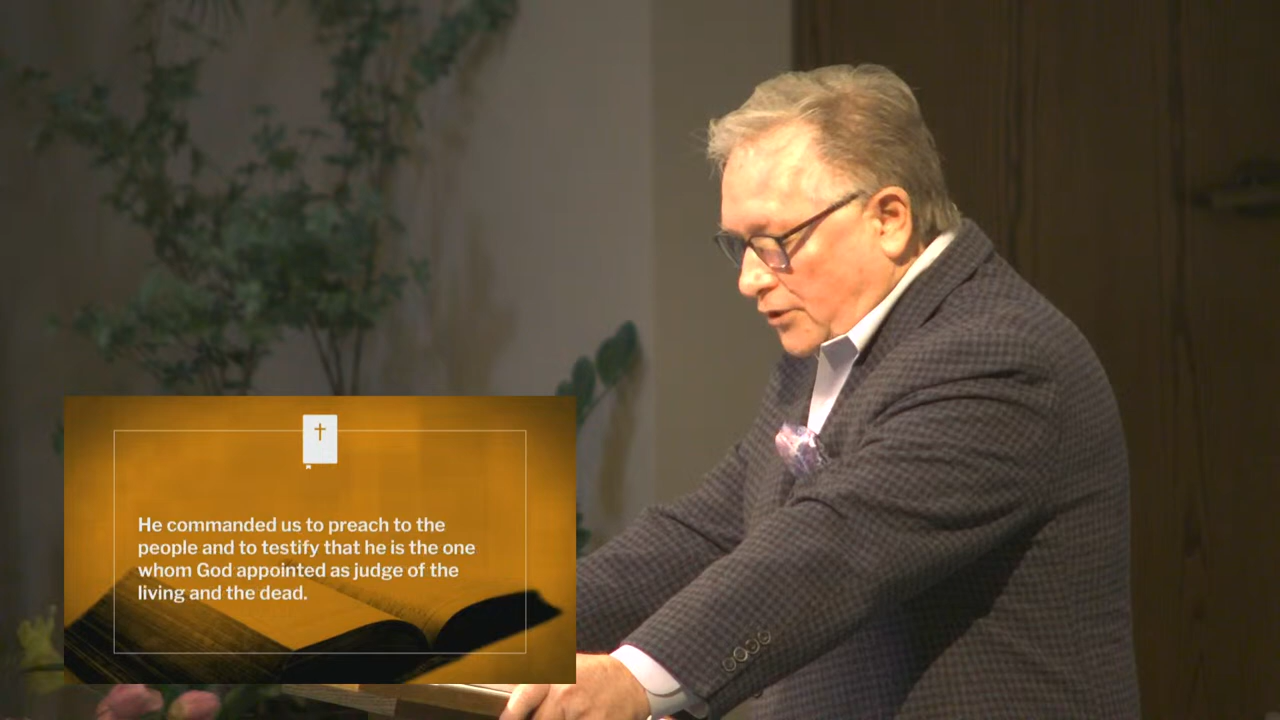 He commanded us to preach to the
people and to testify that he is the one
whom God appointed as judge of the
living and the dead.